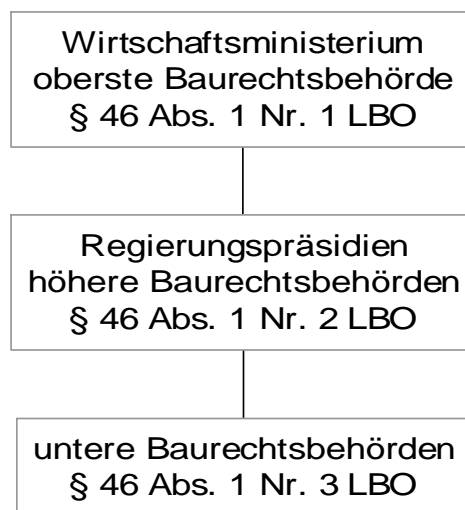 Wirtschaftsministerium
oberste Baurechtsbehörde
§ 46 Abs. 1 Nr. 1 LBO
Regierungspräsidien
höhere Baurechtsbehörden
§ 46 Abs. 1 Nr. 2 LBO
untere Baurechtsbehörden
§ 46 Abs. 1 Nr. 3 LBO